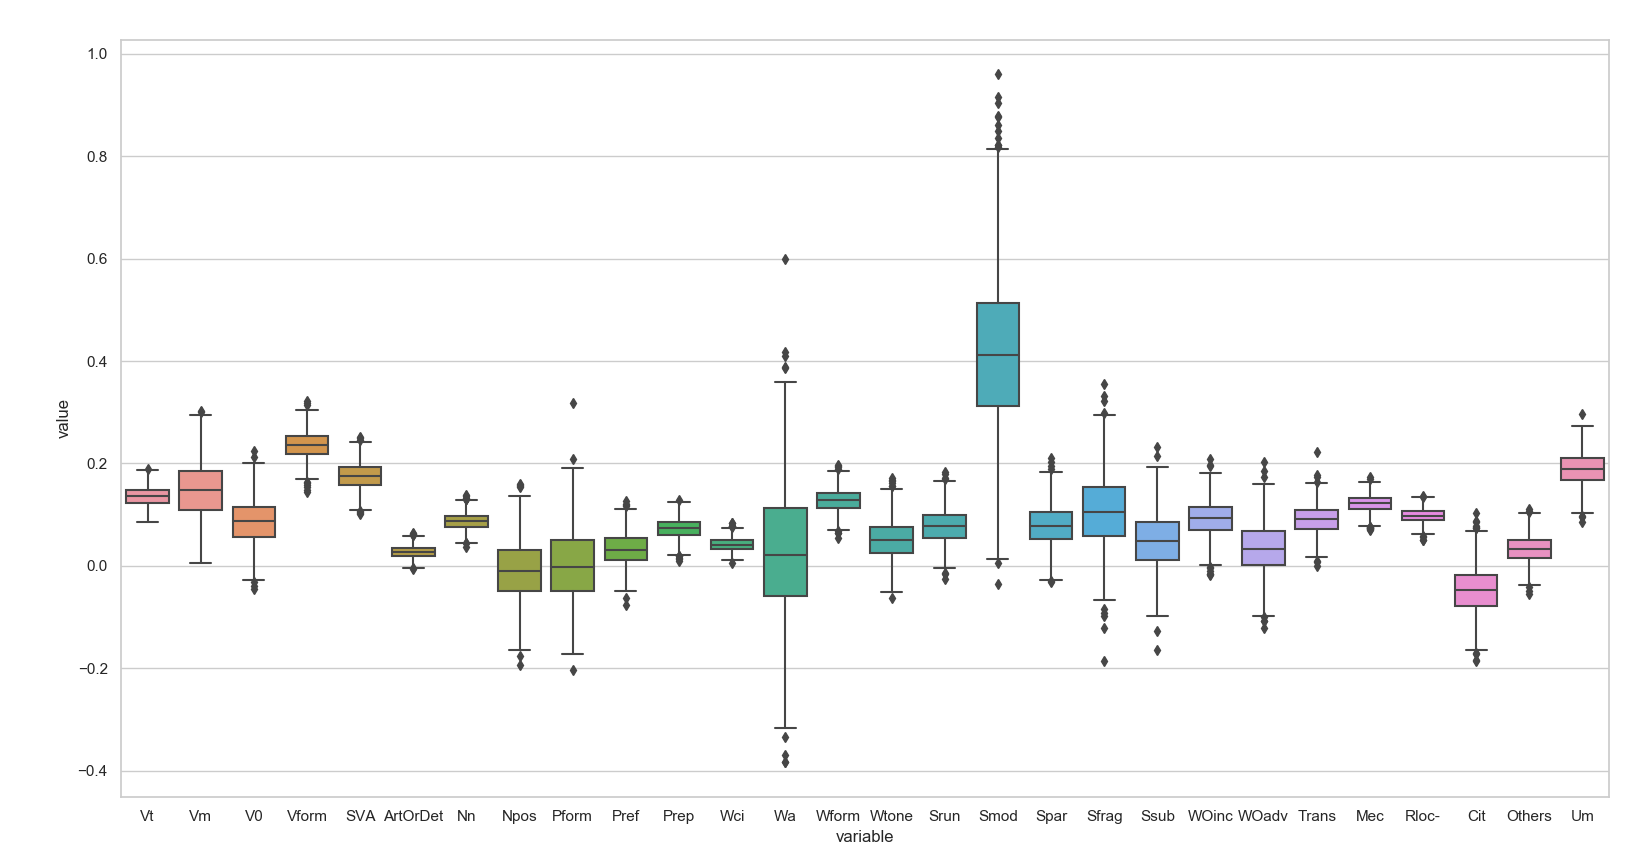 1.0
0.8
0.6
0.4
0.2
0.0
−0.2
−0.4
value
Vt Vm V0 Vform SVA ArtOrDet Nn Npos Pform Pref Prep Wci Wa Wform Wtone Srun Smod Spar Sfrag Ssub WOinc WOadv Trans Mec Rloc- Cit Others Um
variable